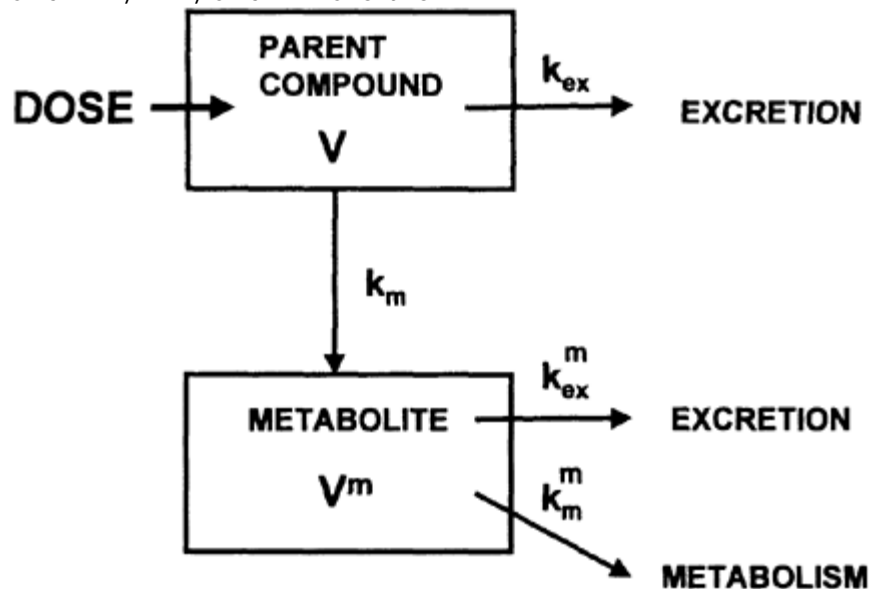 PARENT
COMPOUND
V
DOSE
k_ex
EXCRETION
k_m
METABOLITE
V^m
k_ex^m
EXCRETION
k_m^m
METABOLISM